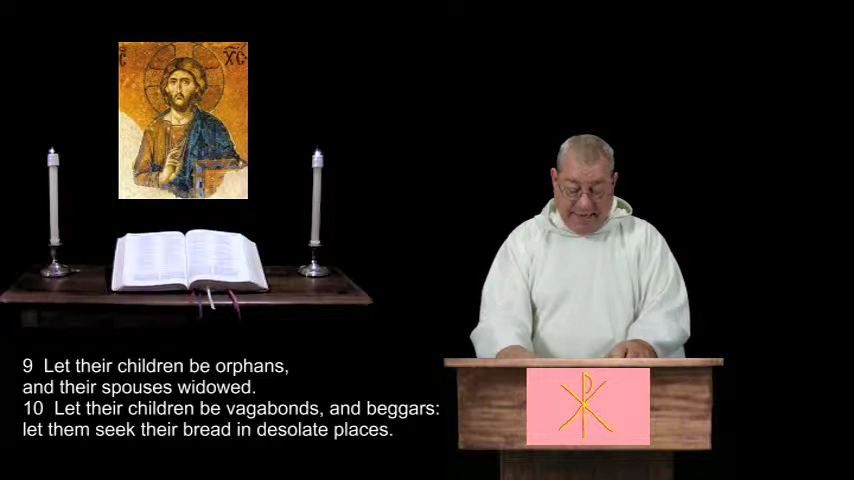 9  Let their children be orphans,
and their spouses widowed.
10  Let their children be vagabonds, and beggars:
let them seek their bread in desolate places.